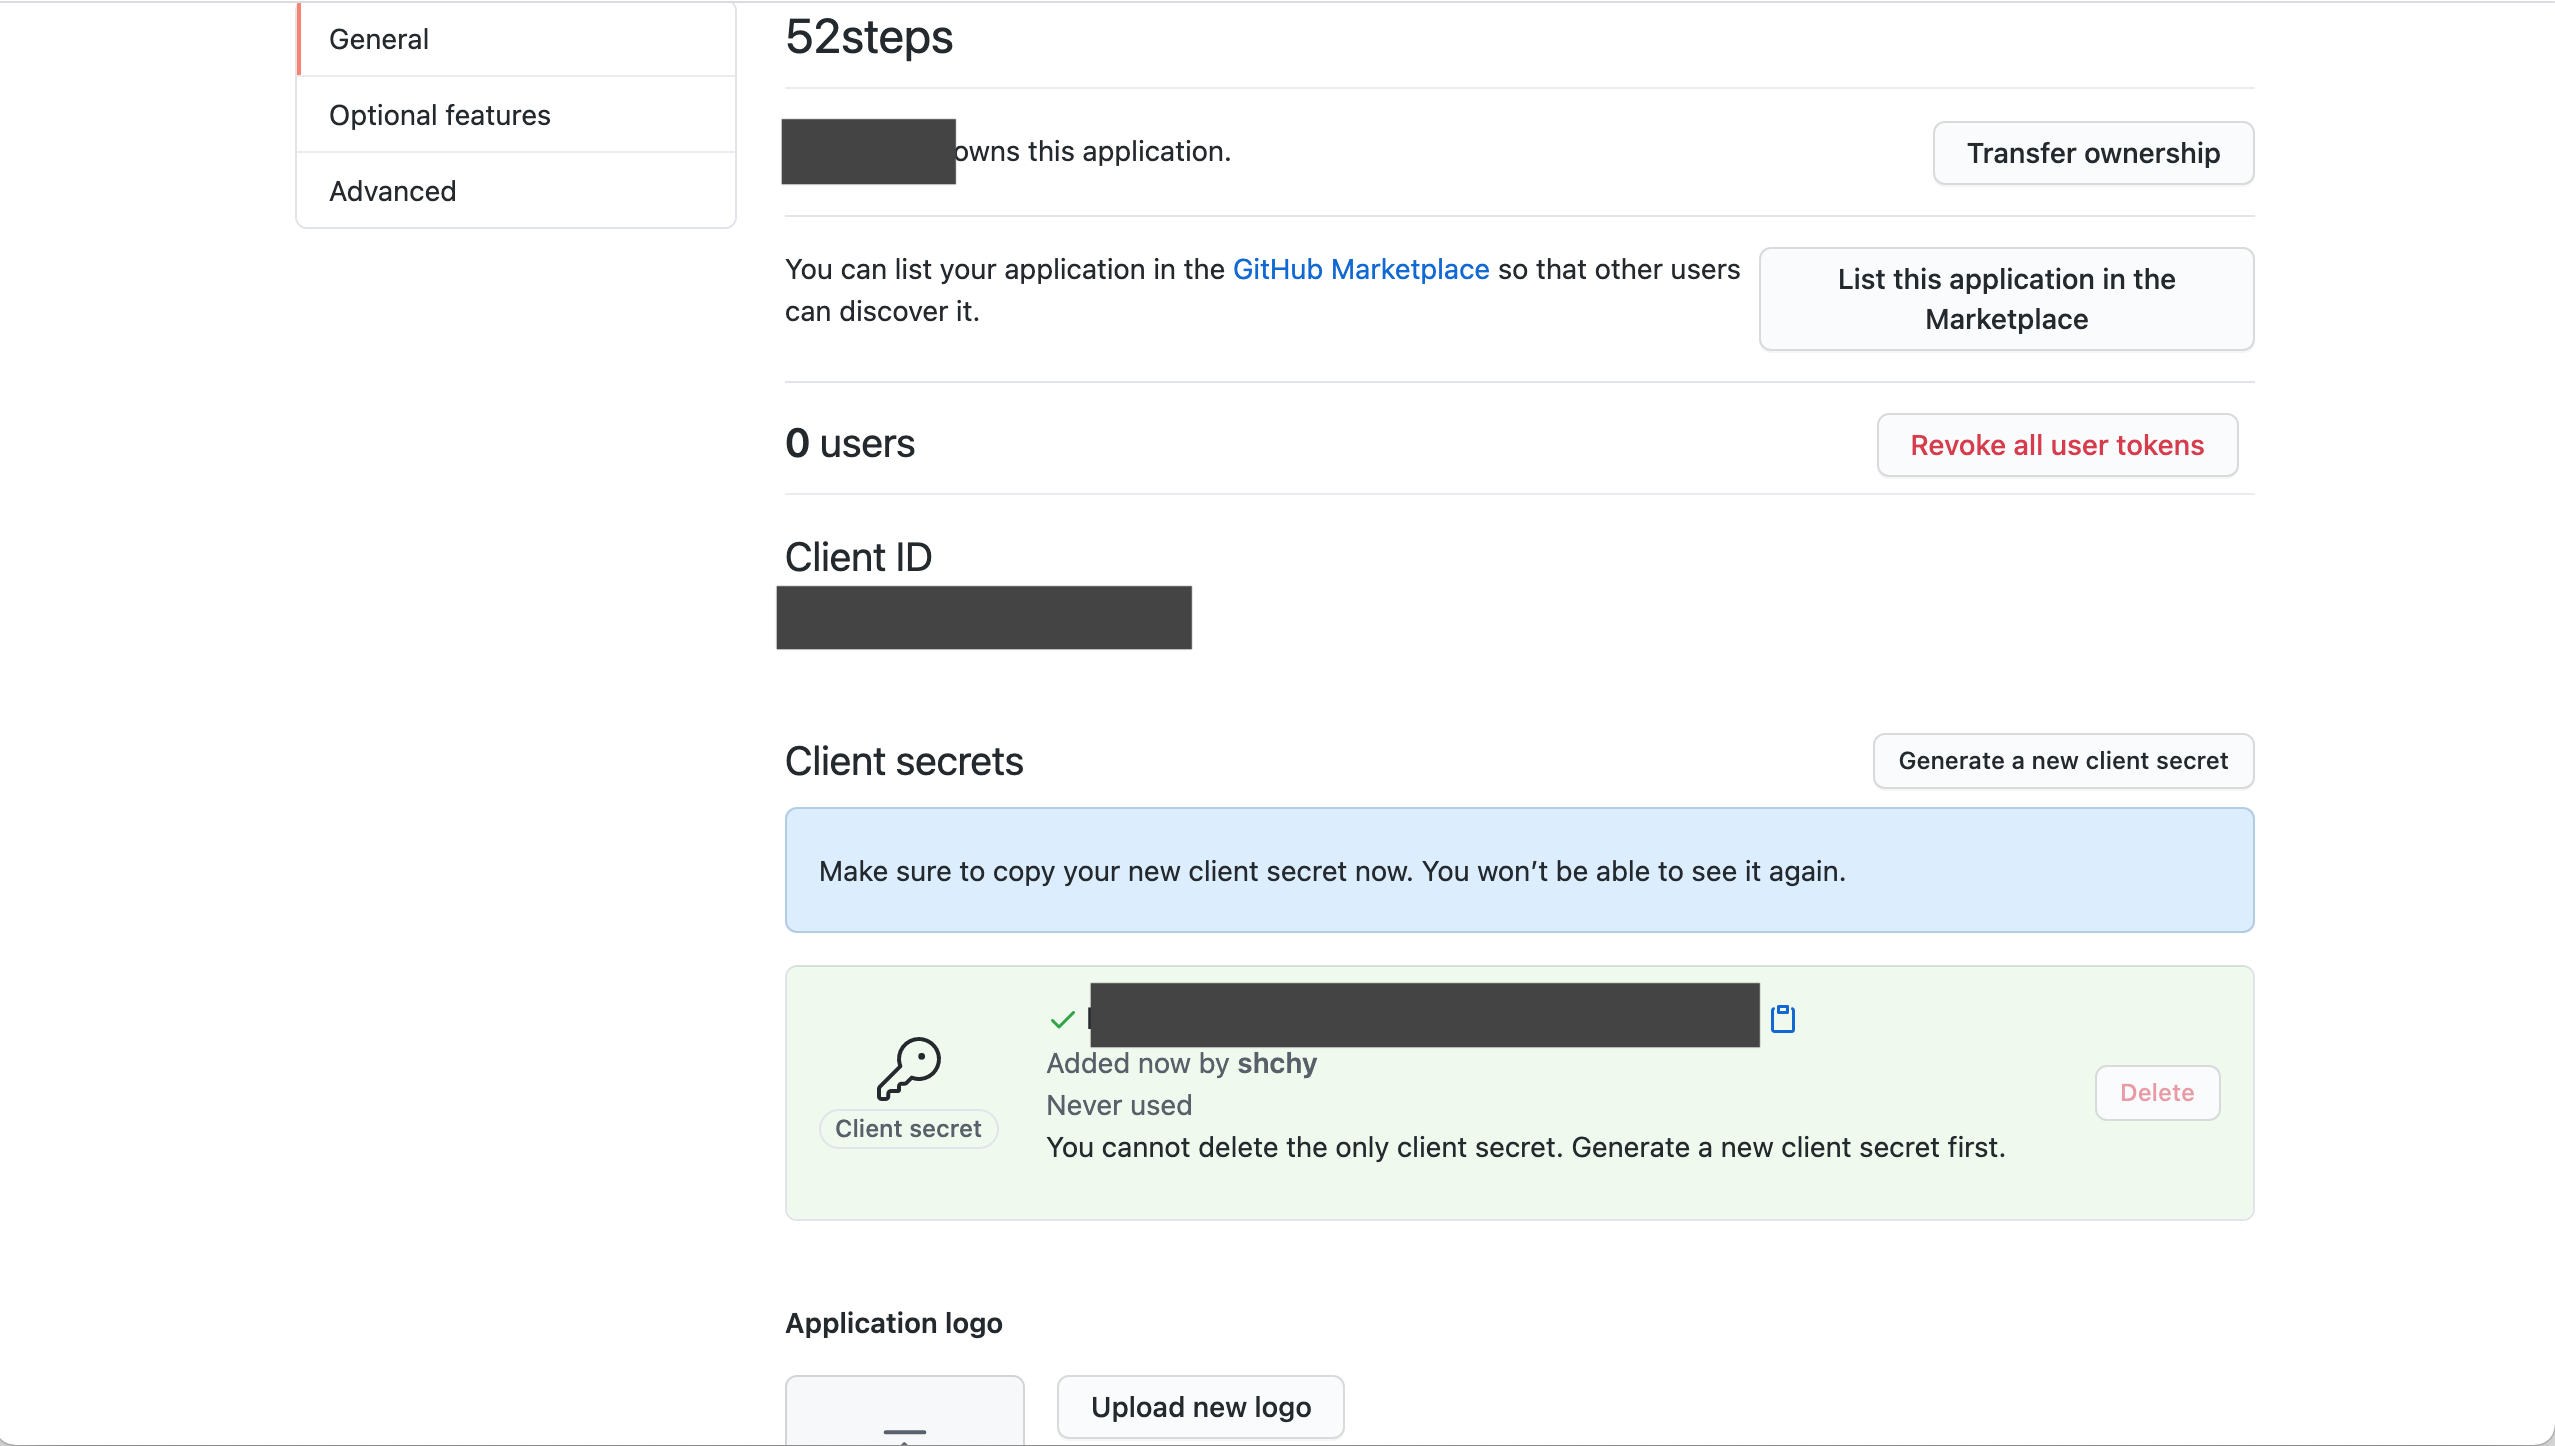 General
Optional features
Advanced
52steps
owns this application.
Transfer ownership
You can list your application in the GitHub Marketplace so that other users
can discover it.
List this application in the
Marketplace
0 users
Revoke all user tokens
Client ID
Client secrets
Generate a new client secret
Make sure to copy your new client secret now. You won’t be able to see it again.
Added now by shchy
Never used
You cannot delete the only client secret. Generate a new client secret first.
Client secret
Delete
Application logo
Upload new logo